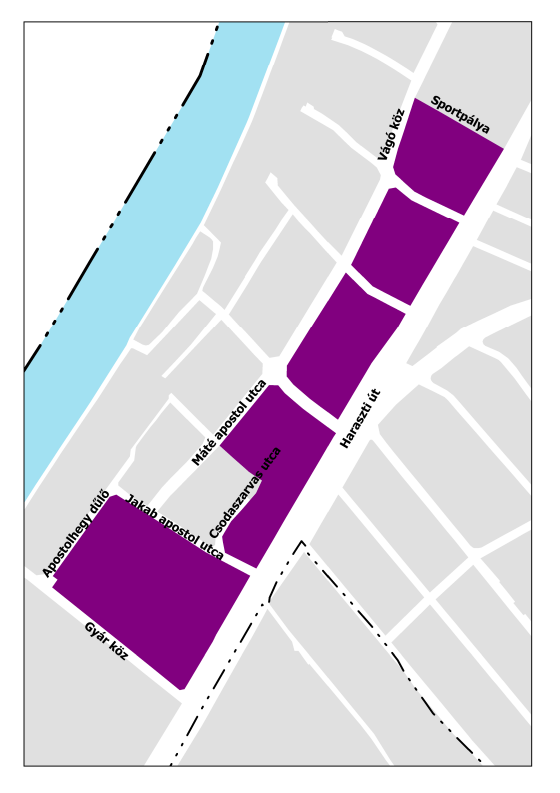 Sportpálya
Vágó köz
Haraszti út
Máté apostol utca
Csodaszarvas utca
Jakab apostol utca
Apostolhegy dűlő
Gyár köz